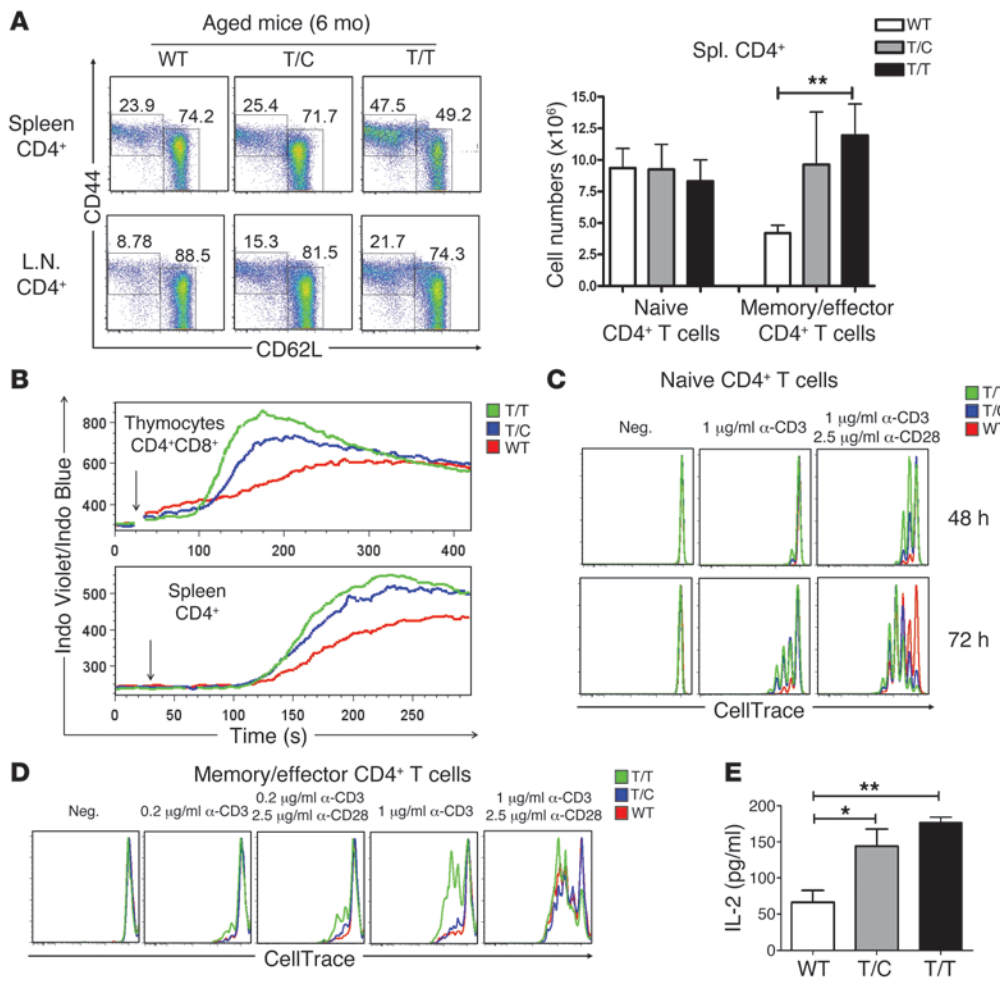 A
Aged mice (6 mo)
WT T/C T/T
Spleen
CD4⁺
23.9 74.2 25.4 71.7 47.5 49.2
L.N.
CD4⁺
8.78 88.5 15.3 81.5 21.7 74.3
CD44
CD62L
WT
T/C
T/T
Spl. CD4⁺
**
Cell numbers (x10⁶)
15.0
12.5
10.0
7.5
5.0
2.5
0.0
Naive
CD4⁺ T cells
Memory/effector
CD4⁺ T cells
B
Indo Violet/Indo Blue
800
600
400
Thymocytes
CD4⁺CD8⁺
0 100 200 300 400
T/T
T/C
WT
500
400
300
Spleen
CD4⁺
0 50 100 150 200 250
Time (s)
C
Naive CD4⁺ T cells
T/T
T/C
WT
Neg.
1 µg/ml α-CD3
1 µg/ml α-CD3
2.5 µg/ml α-CD28
48 h
72 h
CellTrace
D
Memory/effector CD4⁺ T cells
T/T
T/C
WT
Neg.
0.2 µg/ml α-CD3
0.2 µg/ml α-CD3
2.5 µg/ml α-CD28
1 µg/ml α-CD3
1 µg/ml α-CD3
2.5 µg/ml α-CD28
CellTrace
E
**
*
IL-2 (pg/ml)
200
150
100
50
0
WT T/C T/T